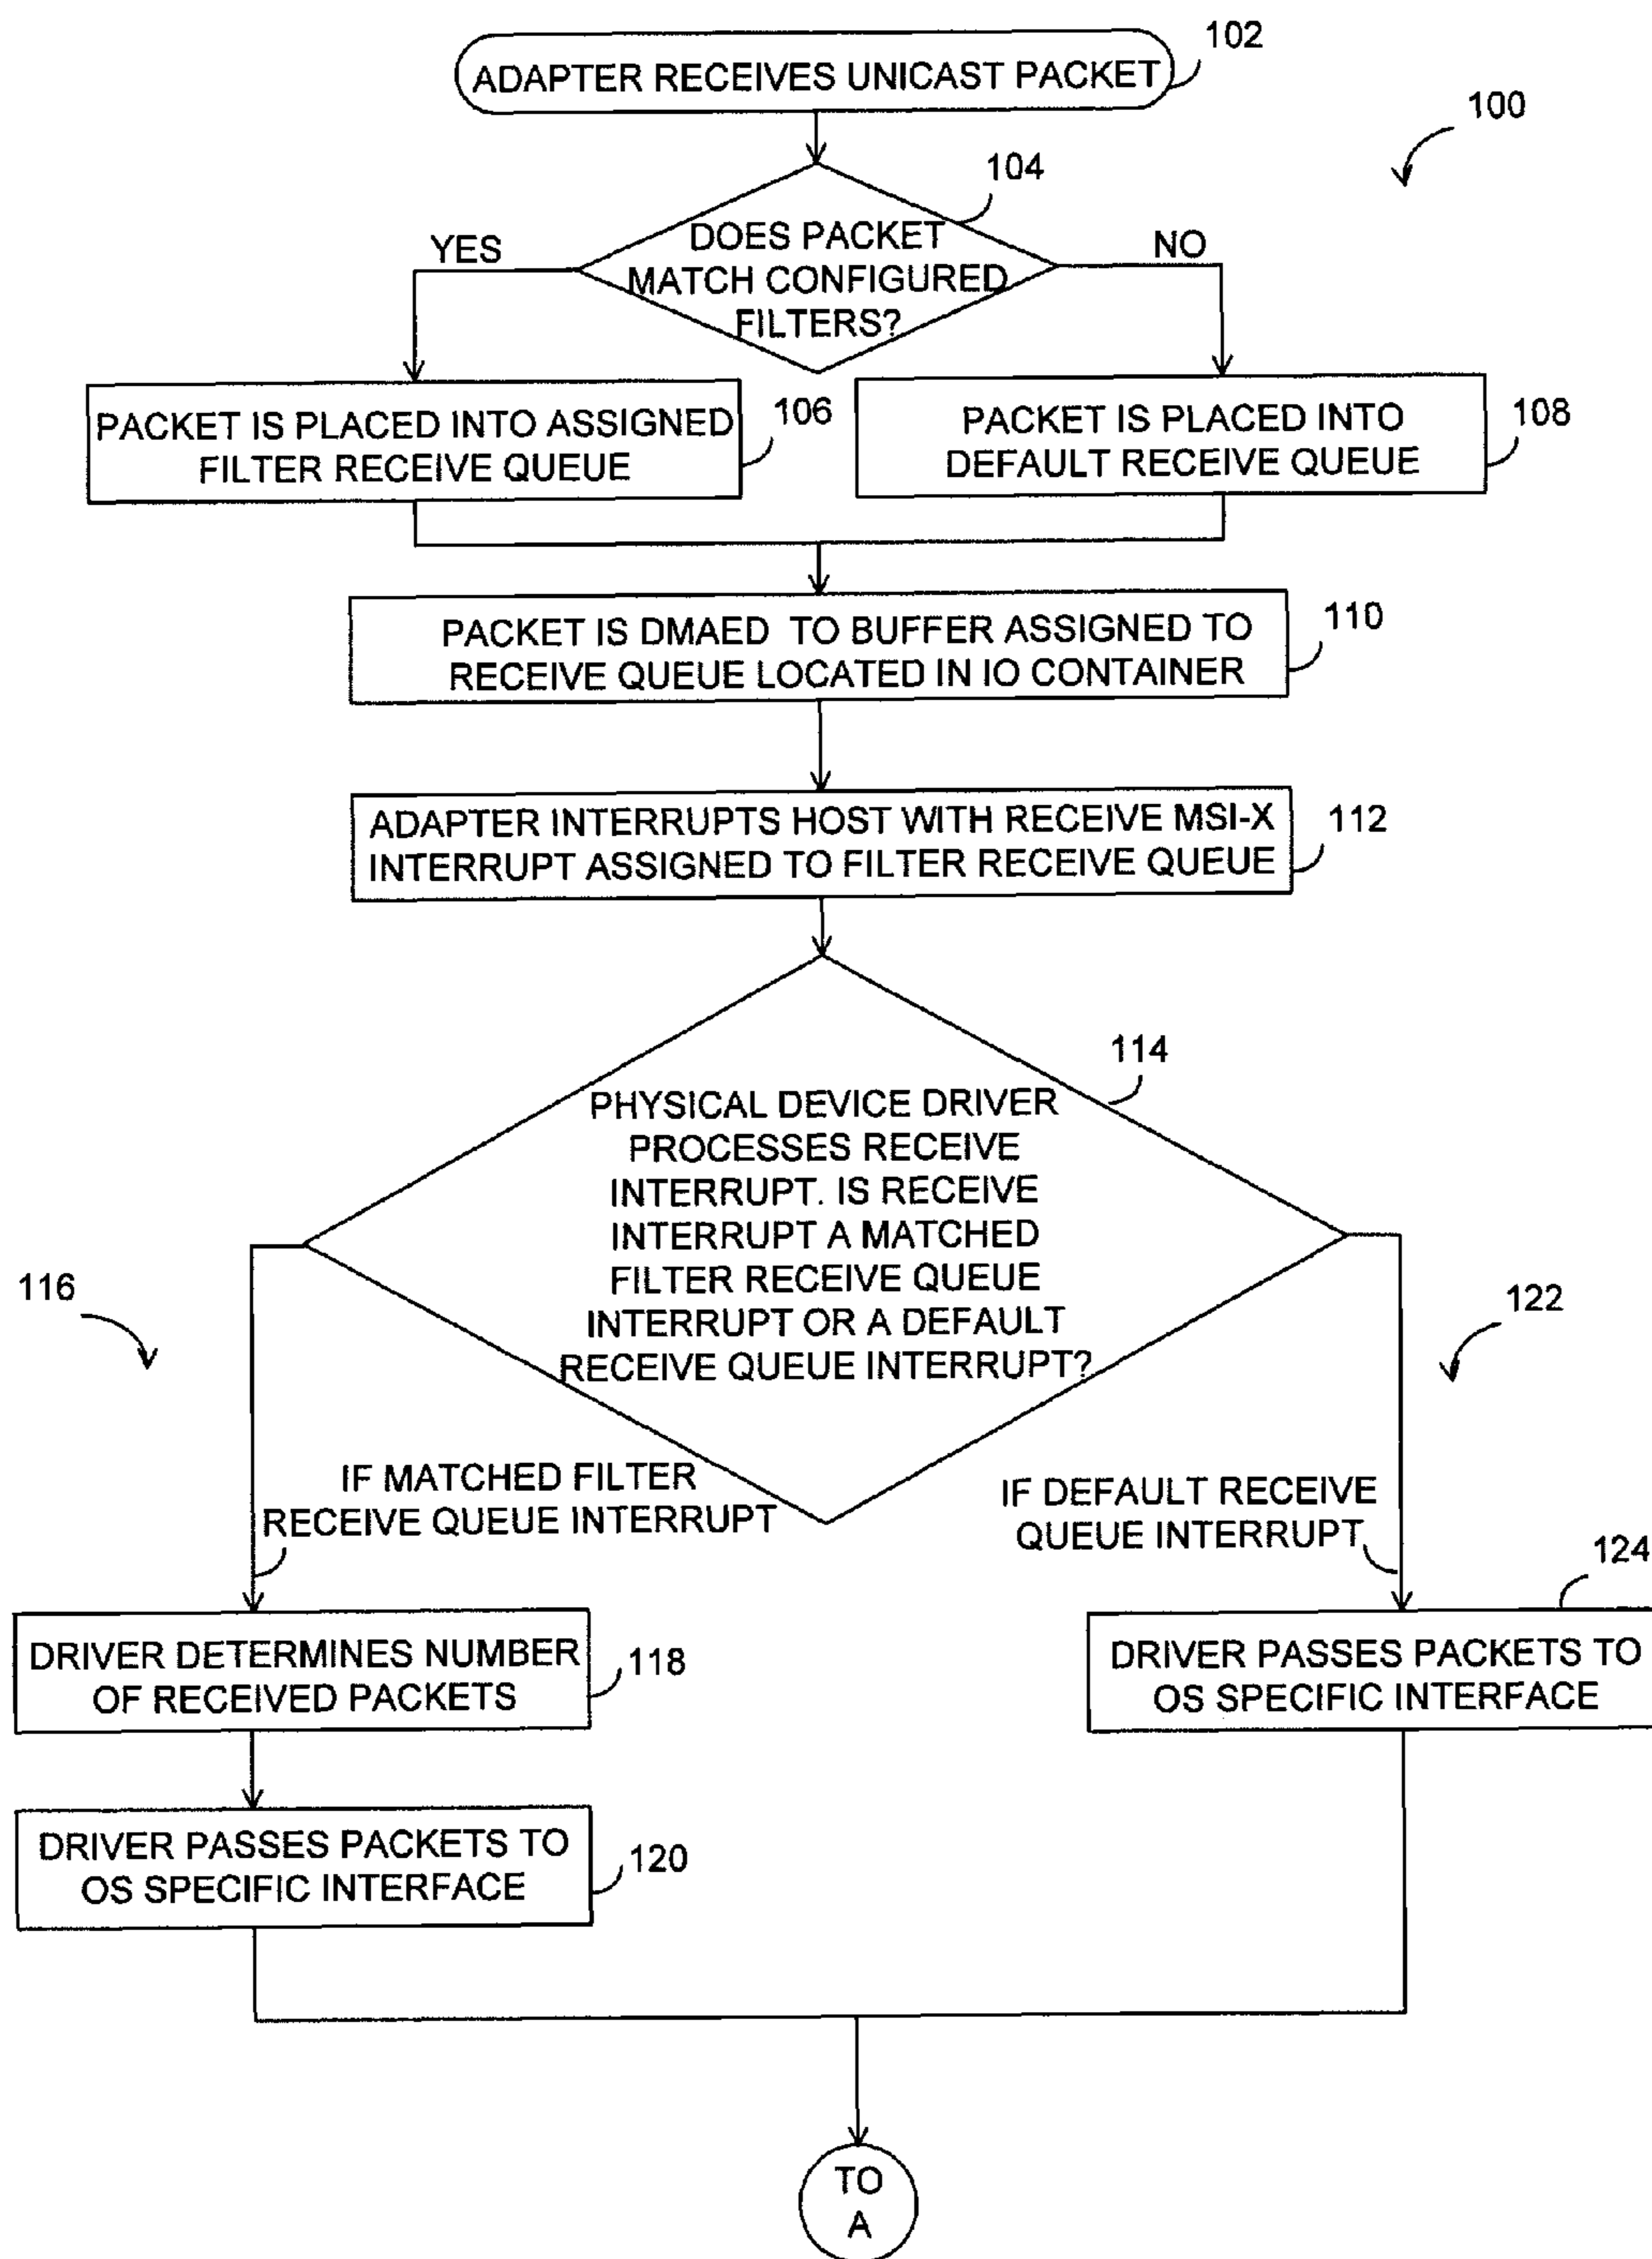 102
ADAPTER RECEIVES UNICAST PACKET
100
104
DOES PACKET
MATCH CONFIGURED
FILTERS?
YES
NO
PACKET IS PLACED INTO ASSIGNED
FILTER RECEIVE QUEUE
106
PACKET IS PLACED INTO
DEFAULT RECEIVE QUEUE
108
PACKET IS DMAED TO BUFFER ASSIGNED TO
RECEIVE QUEUE LOCATED IN IO CONTAINER
110
ADAPTER INTERRUPTS HOST WITH RECEIVE MSI-X
INTERRUPT ASSIGNED TO FILTER RECEIVE QUEUE
112
114
PHYSICAL DEVICE DRIVER
PROCESSES RECEIVE
INTERRUPT. IS RECEIVE
INTERRUPT A MATCHED
FILTER RECEIVE QUEUE
INTERRUPT OR A DEFAULT
RECEIVE QUEUE INTERRUPT?
116
122
IF MATCHED FILTER
RECEIVE QUEUE INTERRUPT
IF DEFAULT RECEIVE
QUEUE INTERRUPT
124
DRIVER DETERMINES NUMBER
OF RECEIVED PACKETS
118
DRIVER PASSES PACKETS TO
OS SPECIFIC INTERFACE
DRIVER PASSES PACKETS TO
OS SPECIFIC INTERFACE
120
TO
A